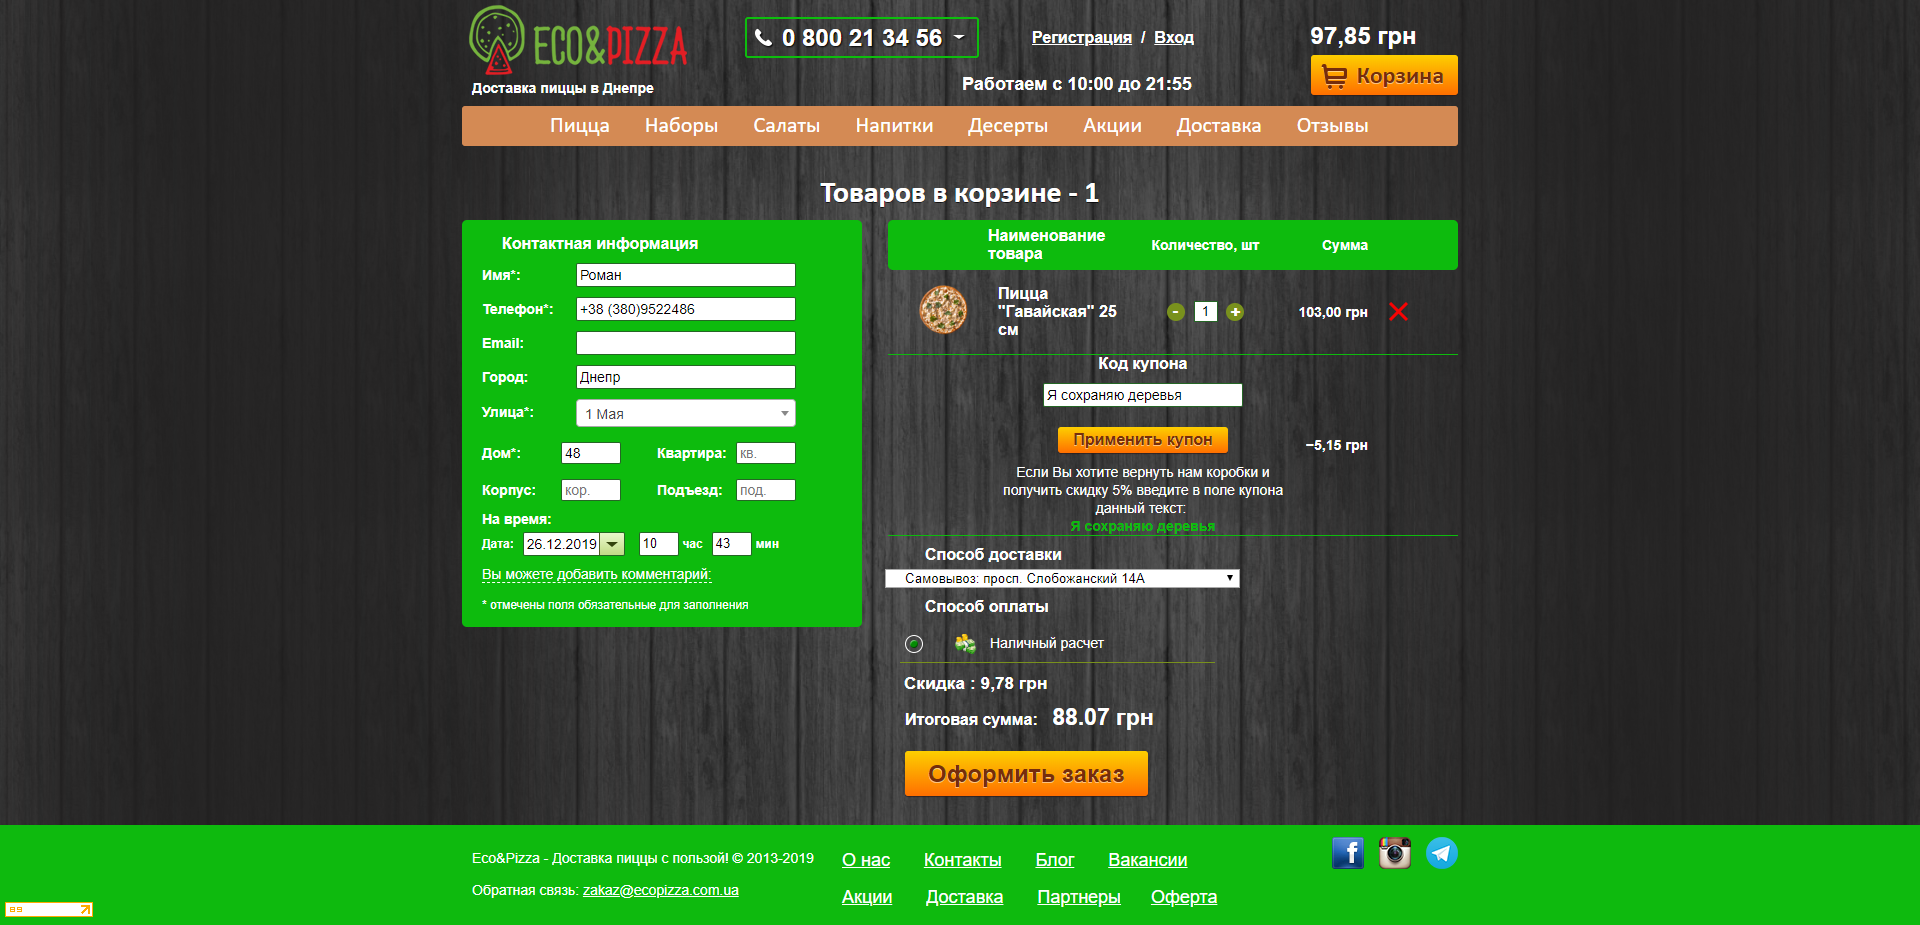 ECO&PIZZA
Доставка пиццы в Днепре
0 800 21 34 56
Регистрация / Вход
Работаем с 10:00 до 21:55
97,85 грн
Корзина
Пицца Наборы Салаты Напитки Десерты Акции Доставка Отзывы
Товаров в корзине - 1
Контактная информация
Имя*: Роман
Телефон*: +38 (380)9522486
Email:
Город: Днепр
Улица*: 1 Мая
Дом*: 48 Квартира: кв.
Корпус: кор. Подъезд: под.
На время:
Дата: 26.12.2019 10 час 43 мин
Вы можете добавить комментарий:
* отмечены поля обязательные для заполнения
Наименование
товара
Количество, шт
Сумма
Пицца
"Гавайская" 25
см
- 1 +
103,00 грн
Код купона
Я сохраняю деревья
Применить купон
−5,15 грн
Если Вы хотите вернуть нам коробки и
получить скидку 5% введите в поле купона
данный текст:
Я сохраняю деревья
Способ доставки
Самовывоз: просп. Слобожанский 14А
Способ оплаты
Наличный расчет
Скидка : 9,78 грн
Итоговая сумма: 88.07 грн
Оформить заказ
Eco&Pizza - Доставка пиццы с пользой! © 2013-2019
Обратная связь: zakaz@ecopizza.com.ua
О нас Контакты Блог Вакансии
Акции Доставка Партнеры Оферта